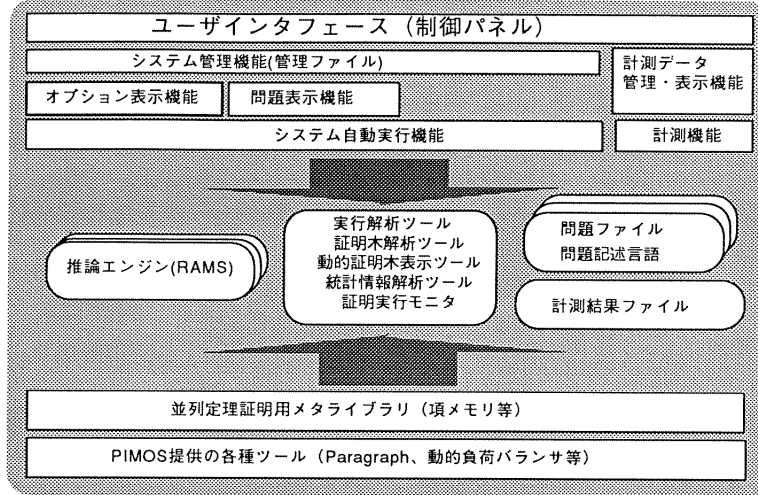 ユーザインタフェース（制御パネル）
システム管理機能(管理ファイル)
計測データ
管理・表示機能
オプション表示機能
問題表示機能
システム自動実行機能
計測機能
推論エンジン(RAMS)
実行解析ツール
証明木解析ツール
動的証明木表示ツール
統計情報解析ツール
証明実行モニタ
問題ファイル
問題記述言語
計測結果ファイル
並列定理証明用メタライブラリ（項メモリ等）
PIMOS提供の各種ツール（Paragraph、動的負荷バランサ等）